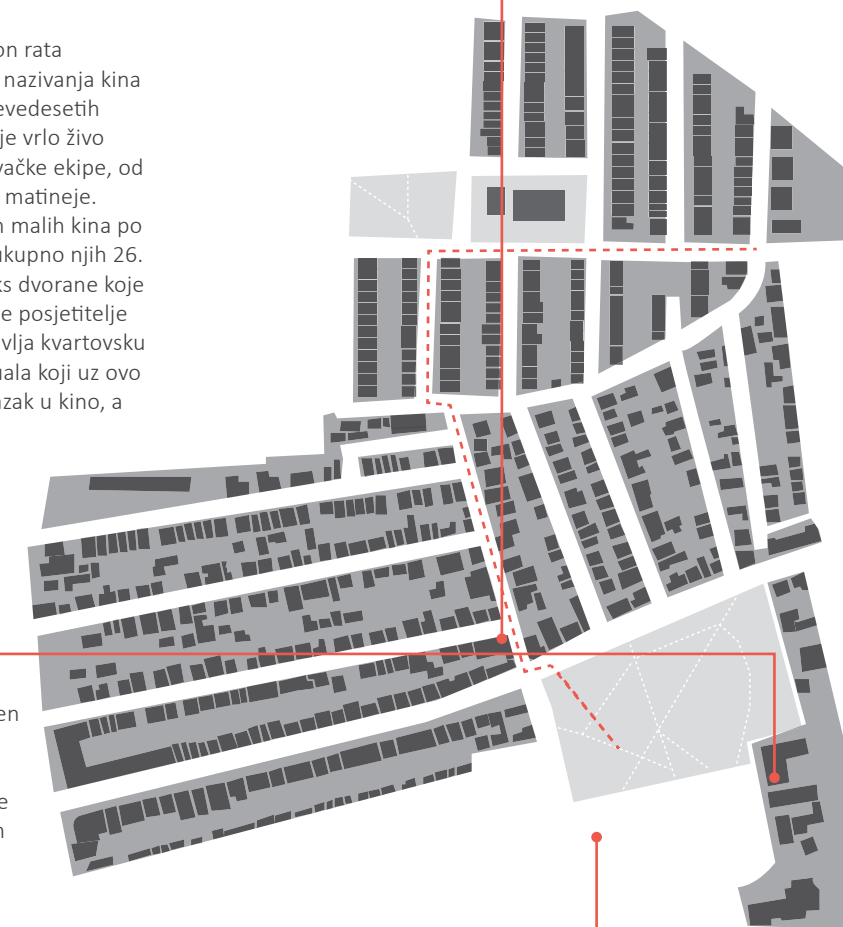 on rata
nazivanja kina
evedesetih
je vrlo živo
vačke ekipe, od
matineje.
n malih kina po
ukupno njih 26.
ks dvorane koje
e posjetitelje
vlja kvartovsku
uala koji uz ovo
azak u kino, a
en
e
n